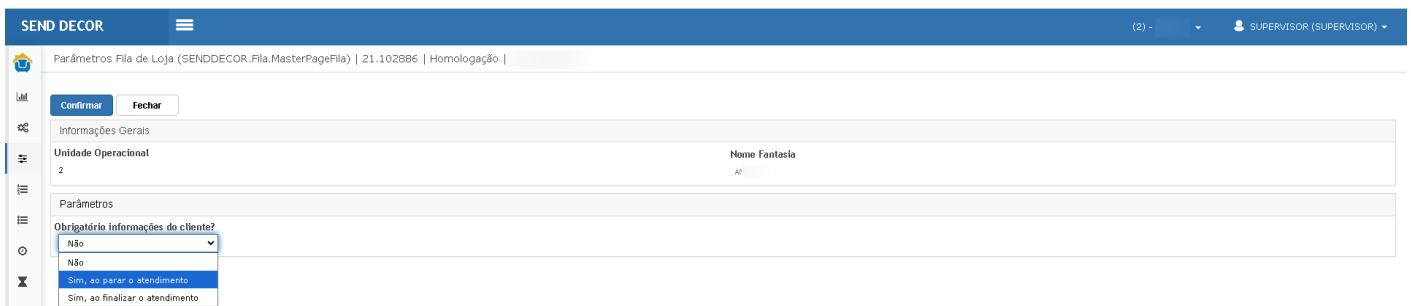 SEND DECOR
(2) -
SUPERVISOR (SUPERVISOR)
Parâmetros Fila de Loja (SENDDECOR.Fila.MasterPageFila) | 21.102886 | Homologação |
Confirmar Fechar
Informações Gerais
Unidade Operacional Nome Fantasia
2
Parâmetros
Obrigatório informações do cliente?
Não
Não
Sim, ao parar o atendimento
Sim, ao finalizar o atendimento